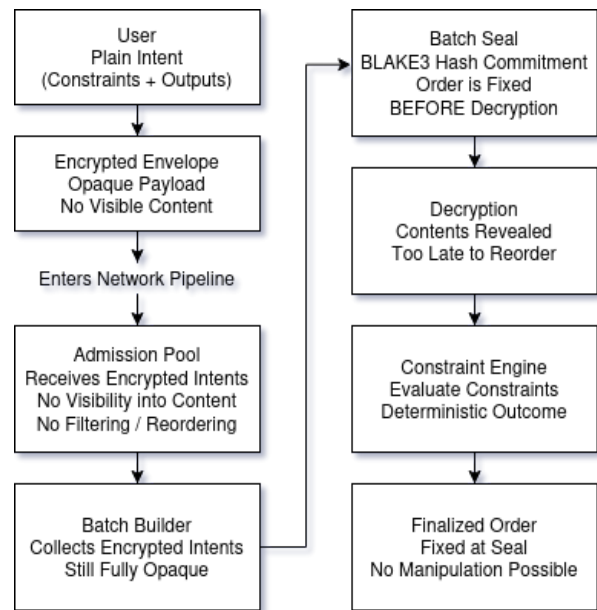 User
Plain Intent
(Constraints + Outputs)
Encrypted Envelope
Opaque Payload
No Visible Content
Enters Network Pipeline
Admission Pool
Receives Encrypted Intents
No Visibility into Content
No Filtering / Reordering
Batch Builder
Collects Encrypted Intents
Still Fully Opaque
Batch Seal
BLAKE3 Hash Commitment
Order is Fixed
BEFORE Decryption
Decryption
Contents Revealed
Too Late to Reorder
Constraint Engine
Evaluate Constraints
Deterministic Outcome
Finalized Order
Fixed at Seal
No Manipulation Possible